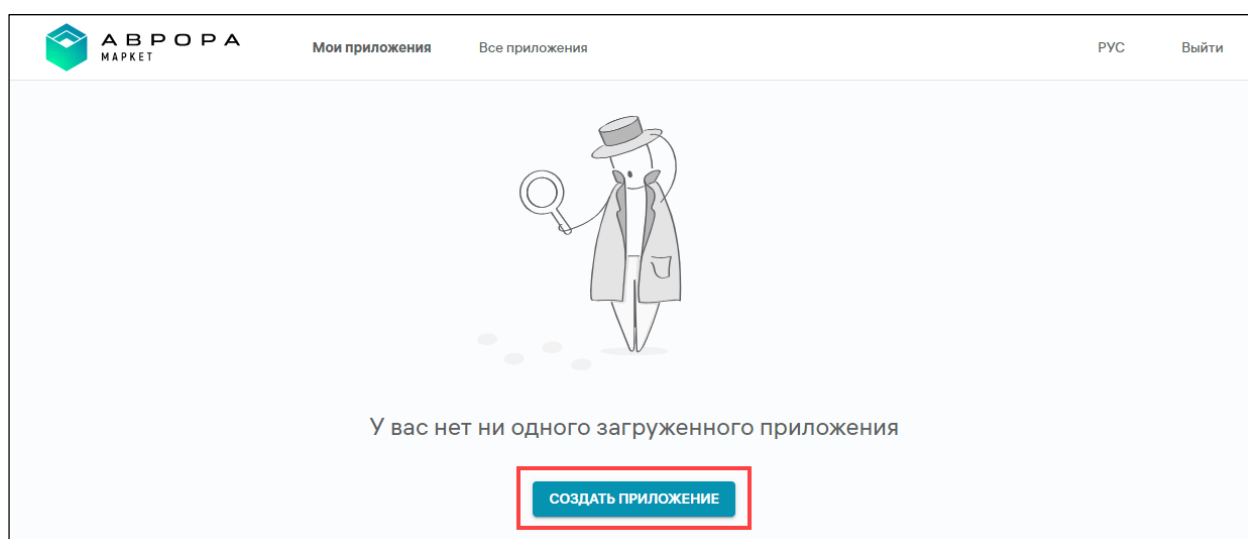 АВРОРА
МАРКЕТ
Мои приложения
Все приложения
РУС
Выйти
У вас нет ни одного загруженного приложения
СОЗДАТЬ ПРИЛОЖЕНИЕ